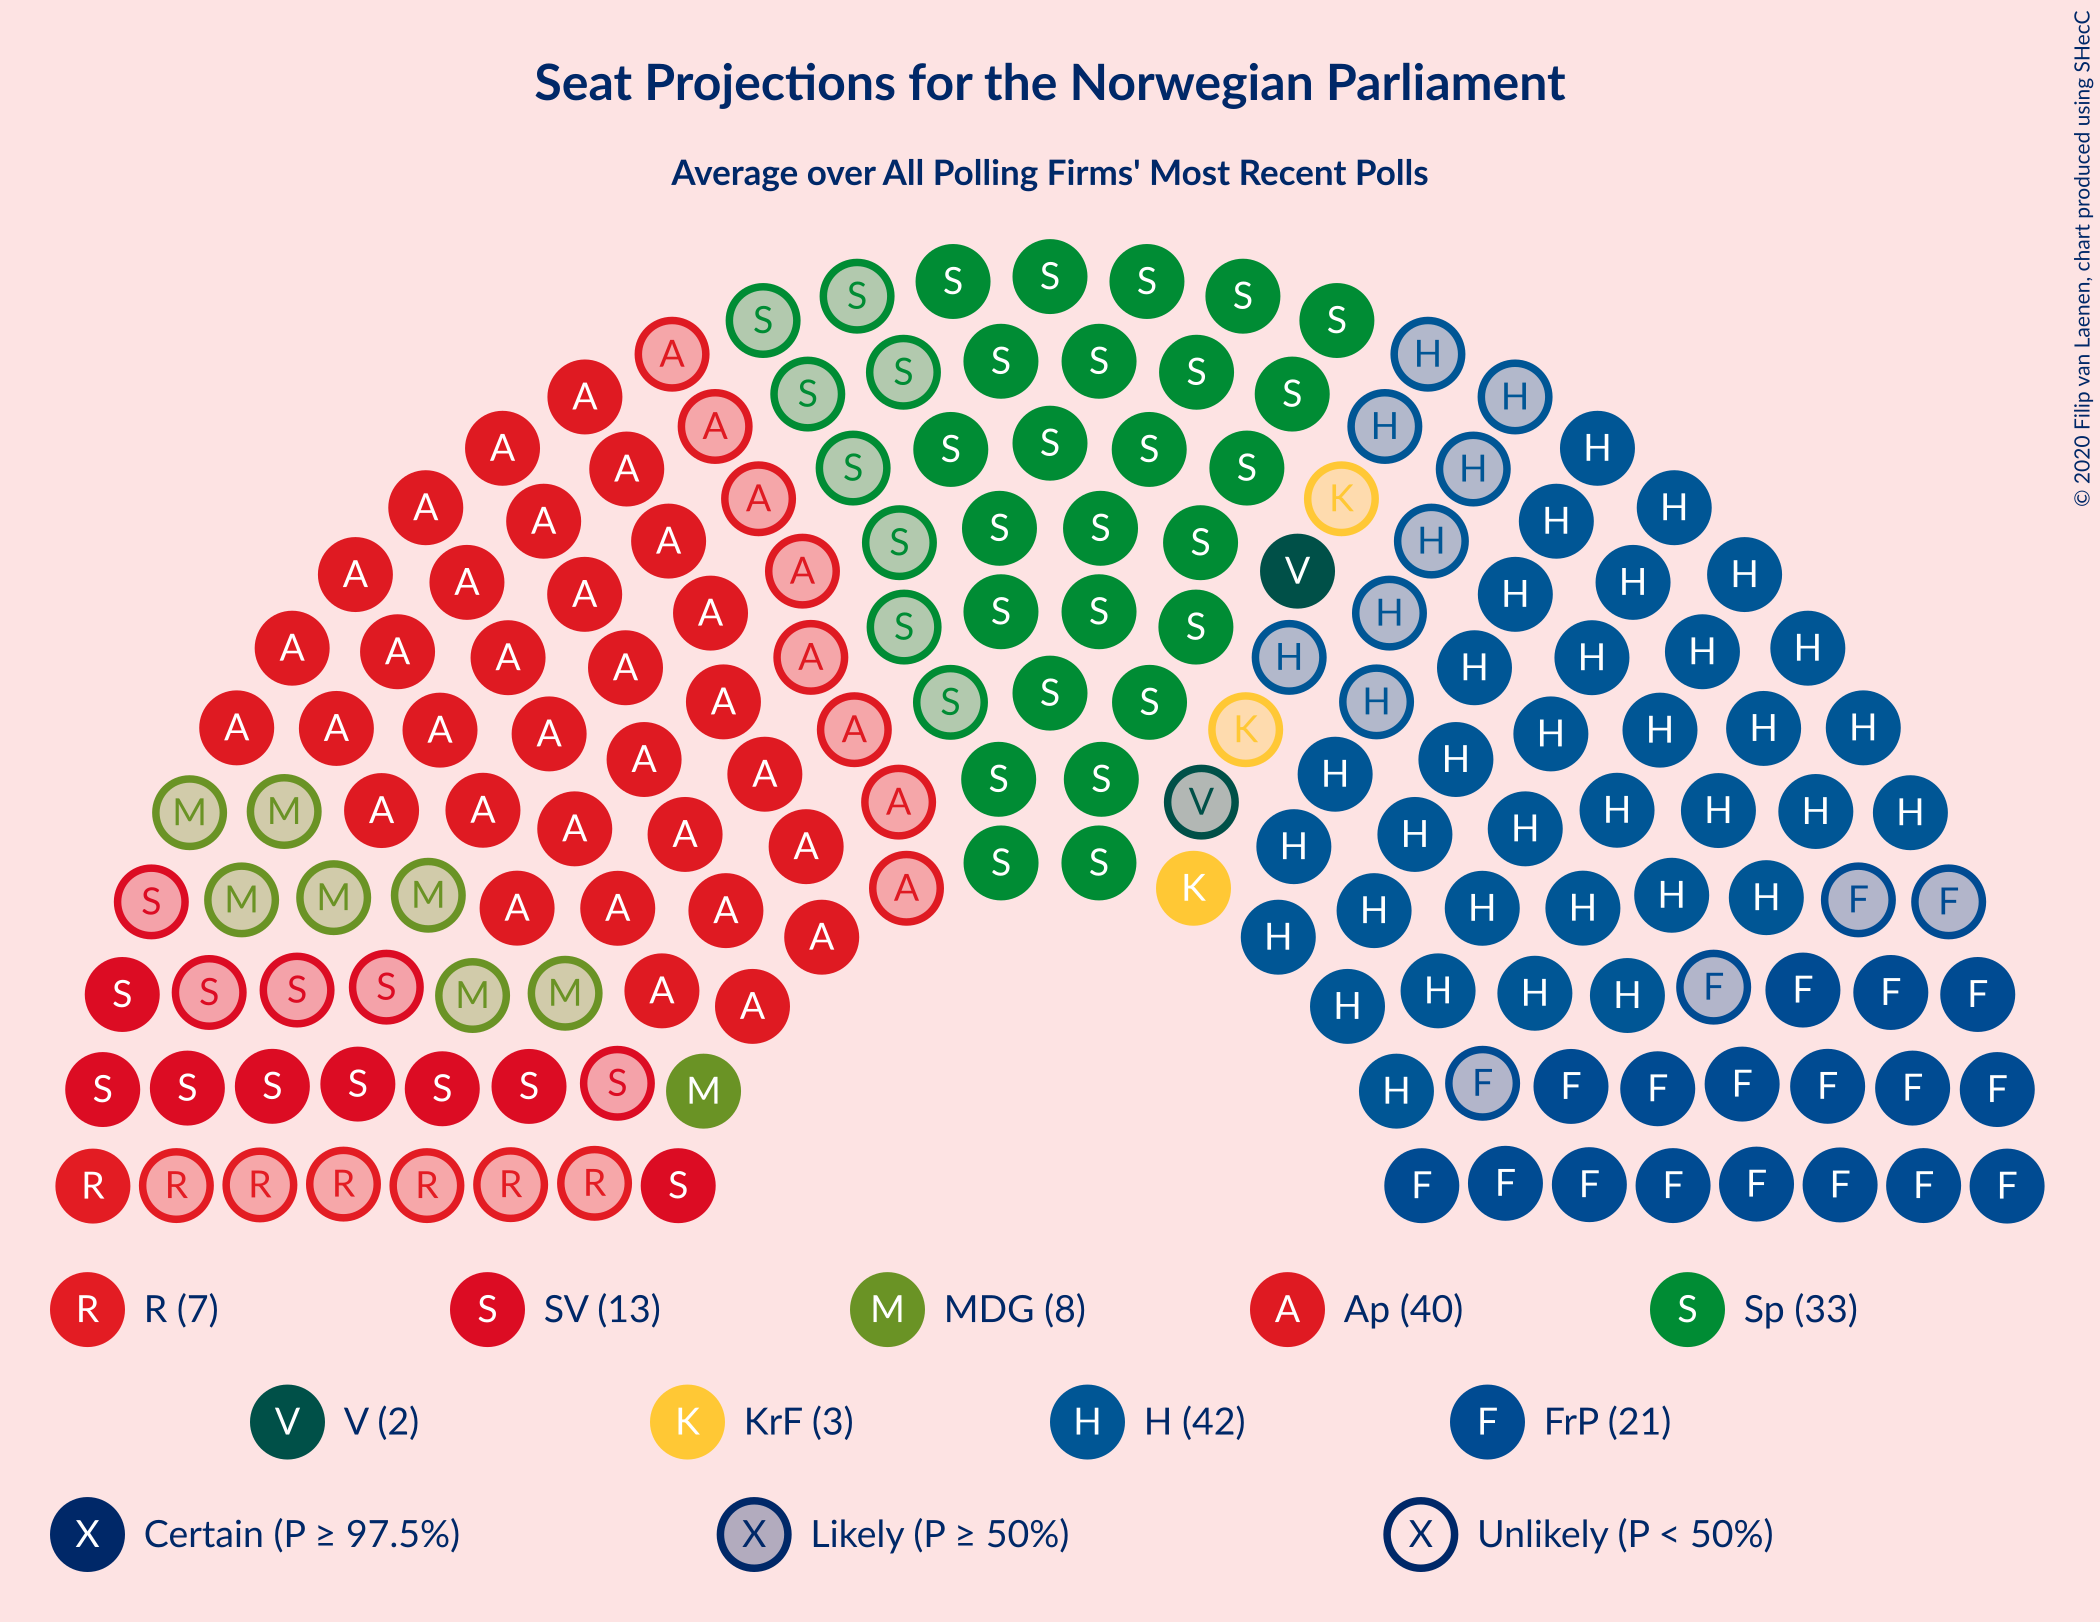 Seat Projections for the Norwegian Parliament
Average over All Polling Firms' Most Recent Polls
© 2020 Filip van Laenen, chart produced using SHecC
S S S S S S S
A A S S S S S S H H
A A A S S S S S H H H
A A A A S S S S K H H H
A A A A A S S S S V H H H H
A A A A A A S S S H H H H H H
A A A A A A A S S K H H H H H H
M M A A A A A A S S V H H H H H H H
S M M M A A A A A K H H H H H H F F
S S S S M M A A H H H H F F F F
S S S S S S S M H F F F F F F F
R R R R R R R S F F F F F F F F
R R (7) S SV (13) M MDG (8) A Ap (40) S Sp (33)
V V (2) K KrF (3) H H (42) F FrP (21)
X Certain (P ≥ 97.5%) X Likely (P ≥ 50%) X Unlikely (P < 50%)